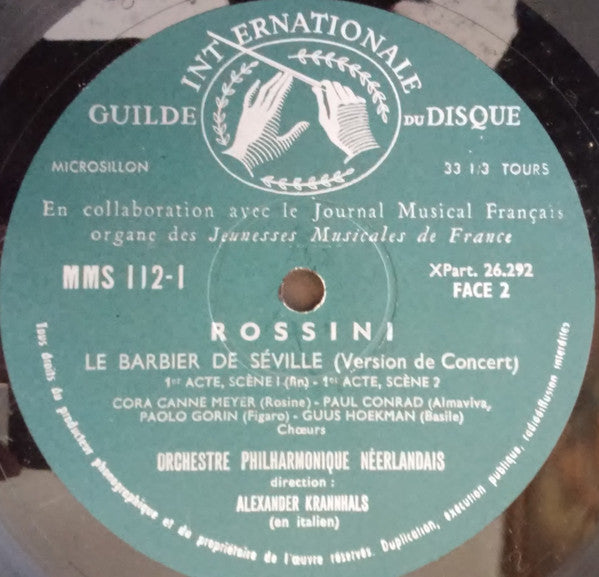 GUILDE INTERNATIONALE DU DISQUE
MICROSILLON
33 1/3 TOURS
En collaboration avec le Journal Musical Français
organe des Jeunesses Musicales de France
MMS 112-1
XPart. 26.292
FACE 2
ROSSINI
LE BARBIER DE SÉVILLE (Version de Concert)
1er ACTE, SCÈNE I (fin) - 1er ACTE, SCÈNE 2
CORA CANNE MEYER (Rosine) - PAUL CONRAD (Almaviva,
PAOLO GORIN (Figaro) - GUUS HOEKMAN (Basile)
Chœurs
ORCHESTRE PHILHARMONIQUE NÉERLANDAIS
direction :
ALEXANDER KRANNHALS
(en italien)
Tous droits du producteur phonographique et du propriétaire de l'œuvre réservés. Duplication, exécution publique, radiodiffusion interdites